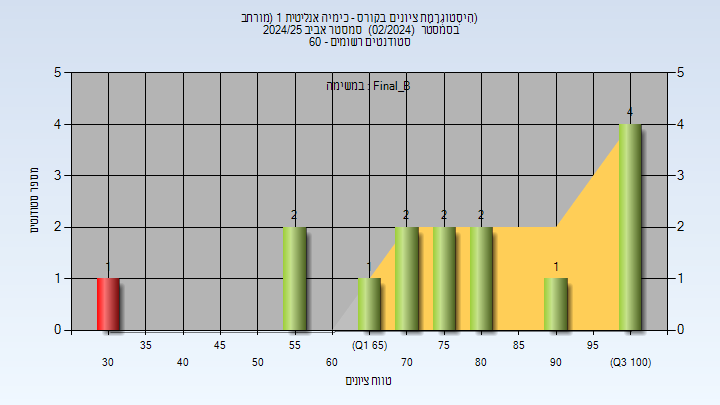 (היסטוגרמת ציונים בקורס - כימיה אנליטית 1 (מורחב
בסמסטר (02/2024) סמסטר אביב 2024/25
סטודנטים רשומים - 60
במשימה : Final_B
מספר סטודנטים
5
4
3
2
1
0
5
4
3
2
1
0
1
2
1
2
2
2
1
4
35 45 55 (Q1 65) 75 85 95
30 40 50 60 70 80 90 (Q3 100)
טווח ציונים